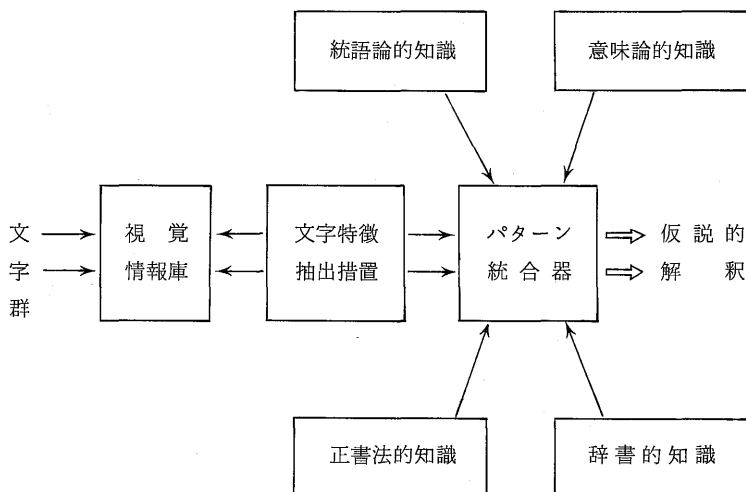 統語論的知識
意味論的知識
文字群
視覚
情報庫
文字特徴
抽出措置
パターン
統合器
仮説的
解釈
正書法的知識
辞書的知識